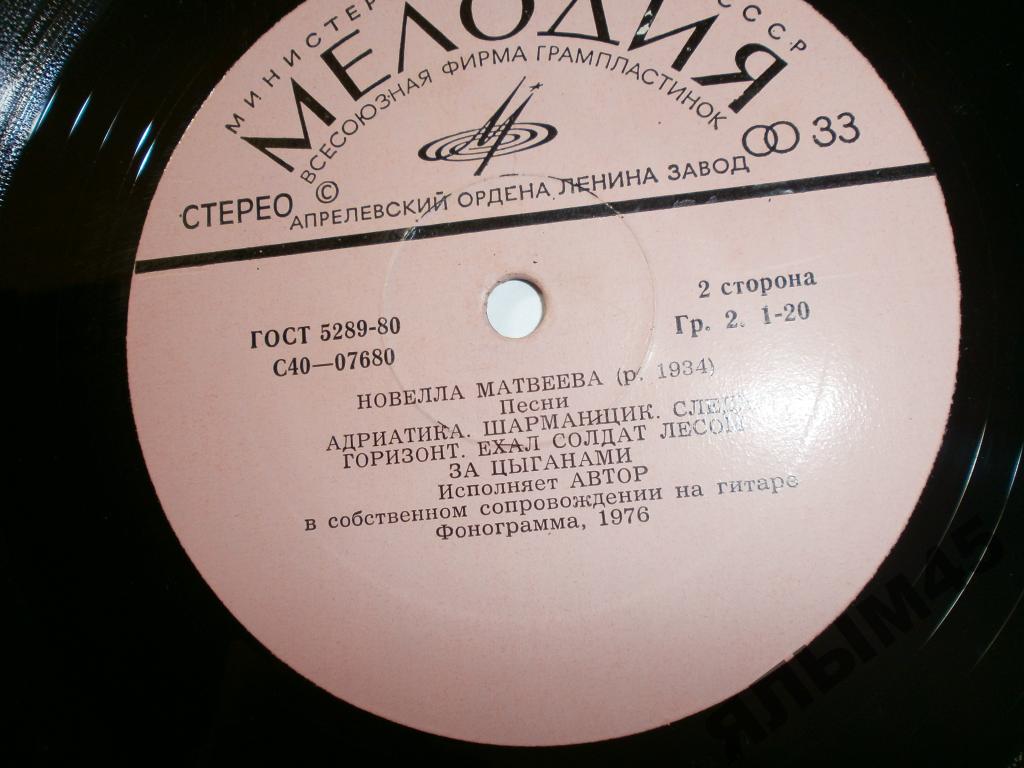 МИНИСТЕР СССР
МЕЛОДИЯ
ВСЕСОЮЗНАЯ ФИРМА ГРАМПЛАСТИНОК
СТЕРЕО © 33
АПРЕЛЕВСКИЙ ОРДЕНА ЛЕНИНА ЗАВОД
2 сторона
ГОСТ 5289-80
Гр. 2. 1-20
С40—07680
НОВЕЛЛА МАТВЕЕВА (р. 1934)
Песни
АДРИАТИКА. ШАРМАНЩИК.
ГОРИЗОНТ. ЕХАЛ СОЛДАТ ЛЕСОМ
ЗА ЦЫГАНАМИ
Исполняет АВТОР
в собственном сопровождении на гитаре
Фонограмма, 1976
ЯЛЫМ45